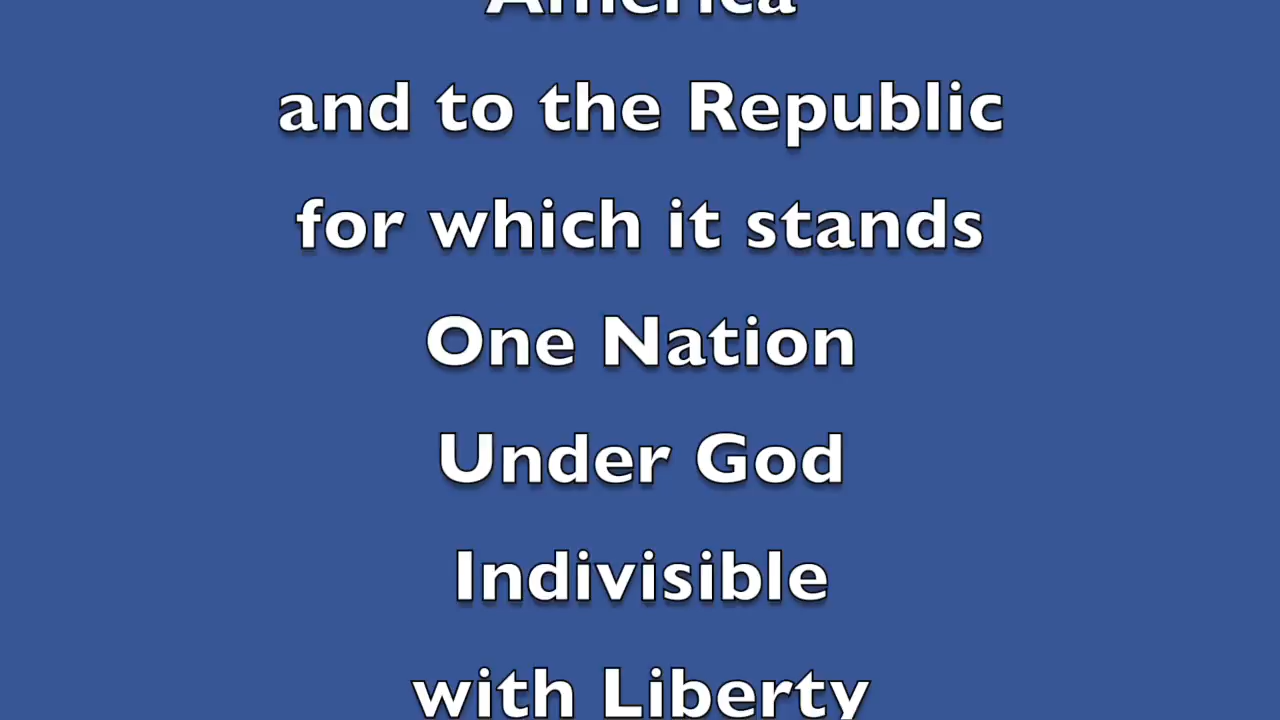 America
and to the Republic
for which it stands
One Nation
Under God
Indivisible
with Liberty